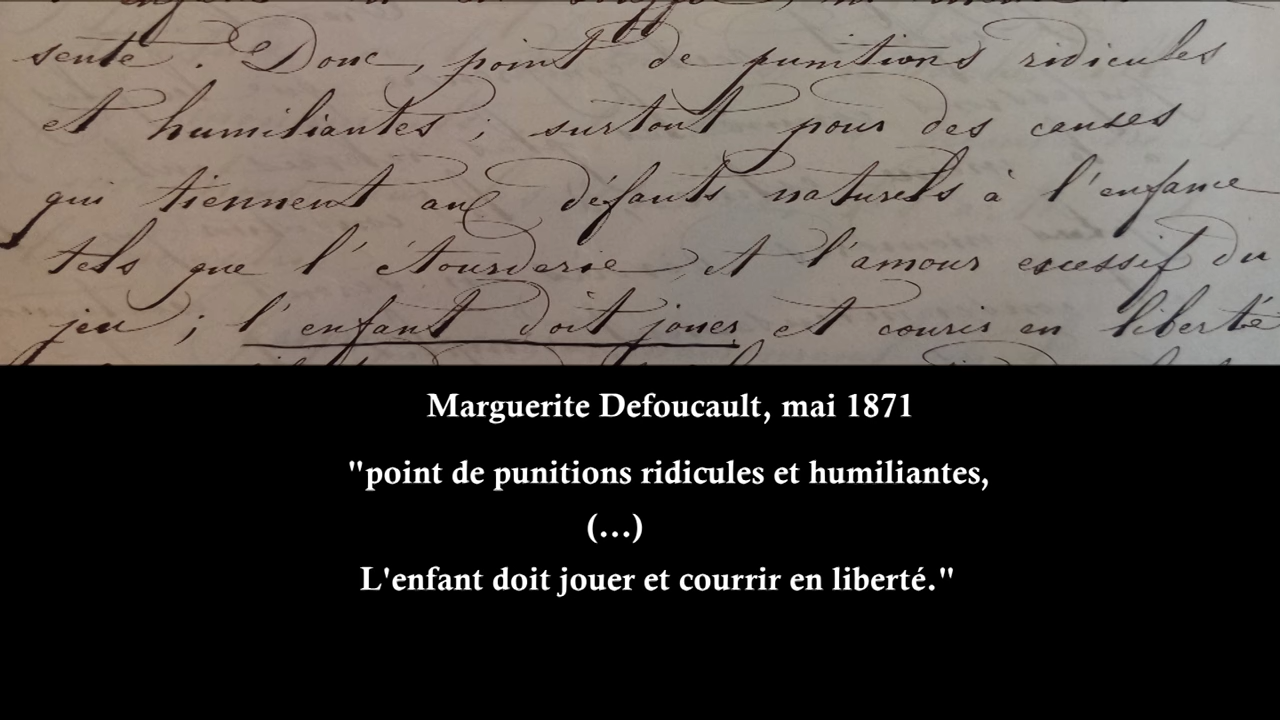 sente. Donc, point de punitions ridicules
et humiliantes ; surtout pour des causes
qui tiennent aux défauts naturels à l'enfance
tels que l'étourderie et l'amour excessif du
jeu ; l'enfant doit jouer et courir en liberté
Marguerite Defoucault, mai 1871
"point de punitions ridicules et humiliantes,
(...)
L'enfant doit jouer et courrir en liberté."